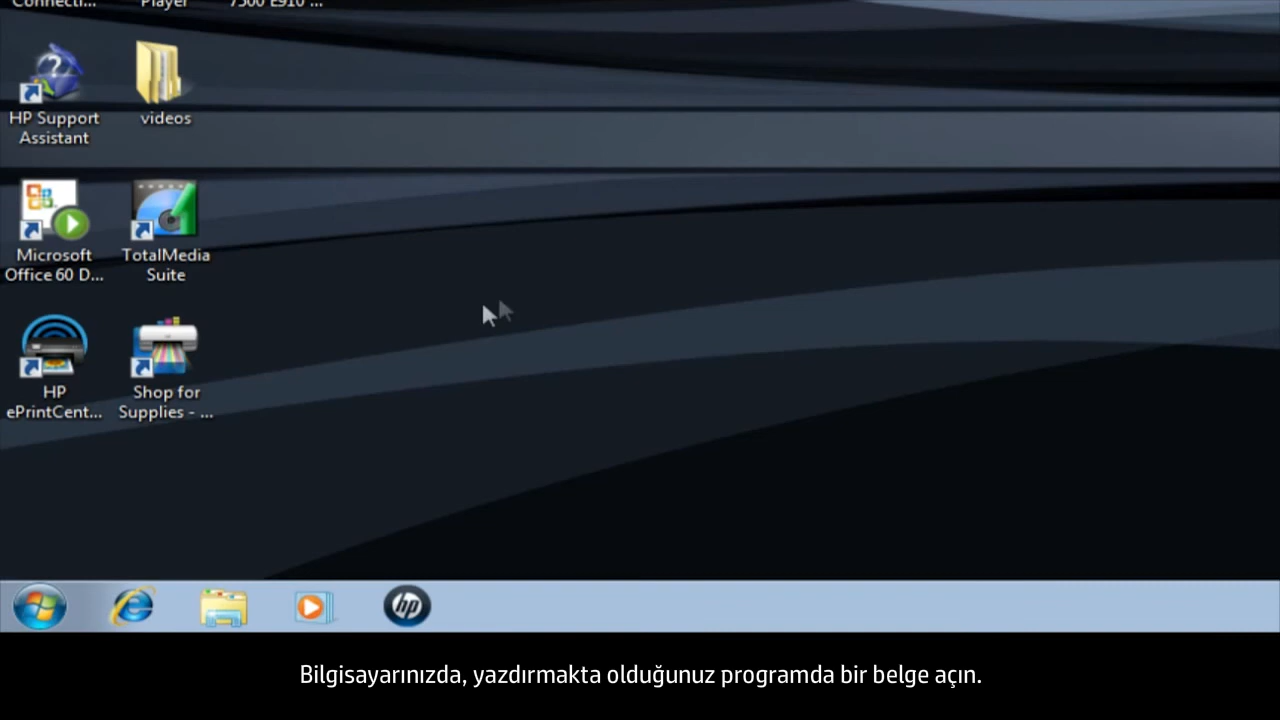 Connecti...
Player
7500 E910 ...
HP Support
Assistant
videos
Microsoft
Office 60 D...
TotalMedia
Suite
HP
ePrintCent...
Shop for
Supplies - ...
hp
Bilgisayarınızda, yazdırmakta olduğunuz programda bir belge açın.